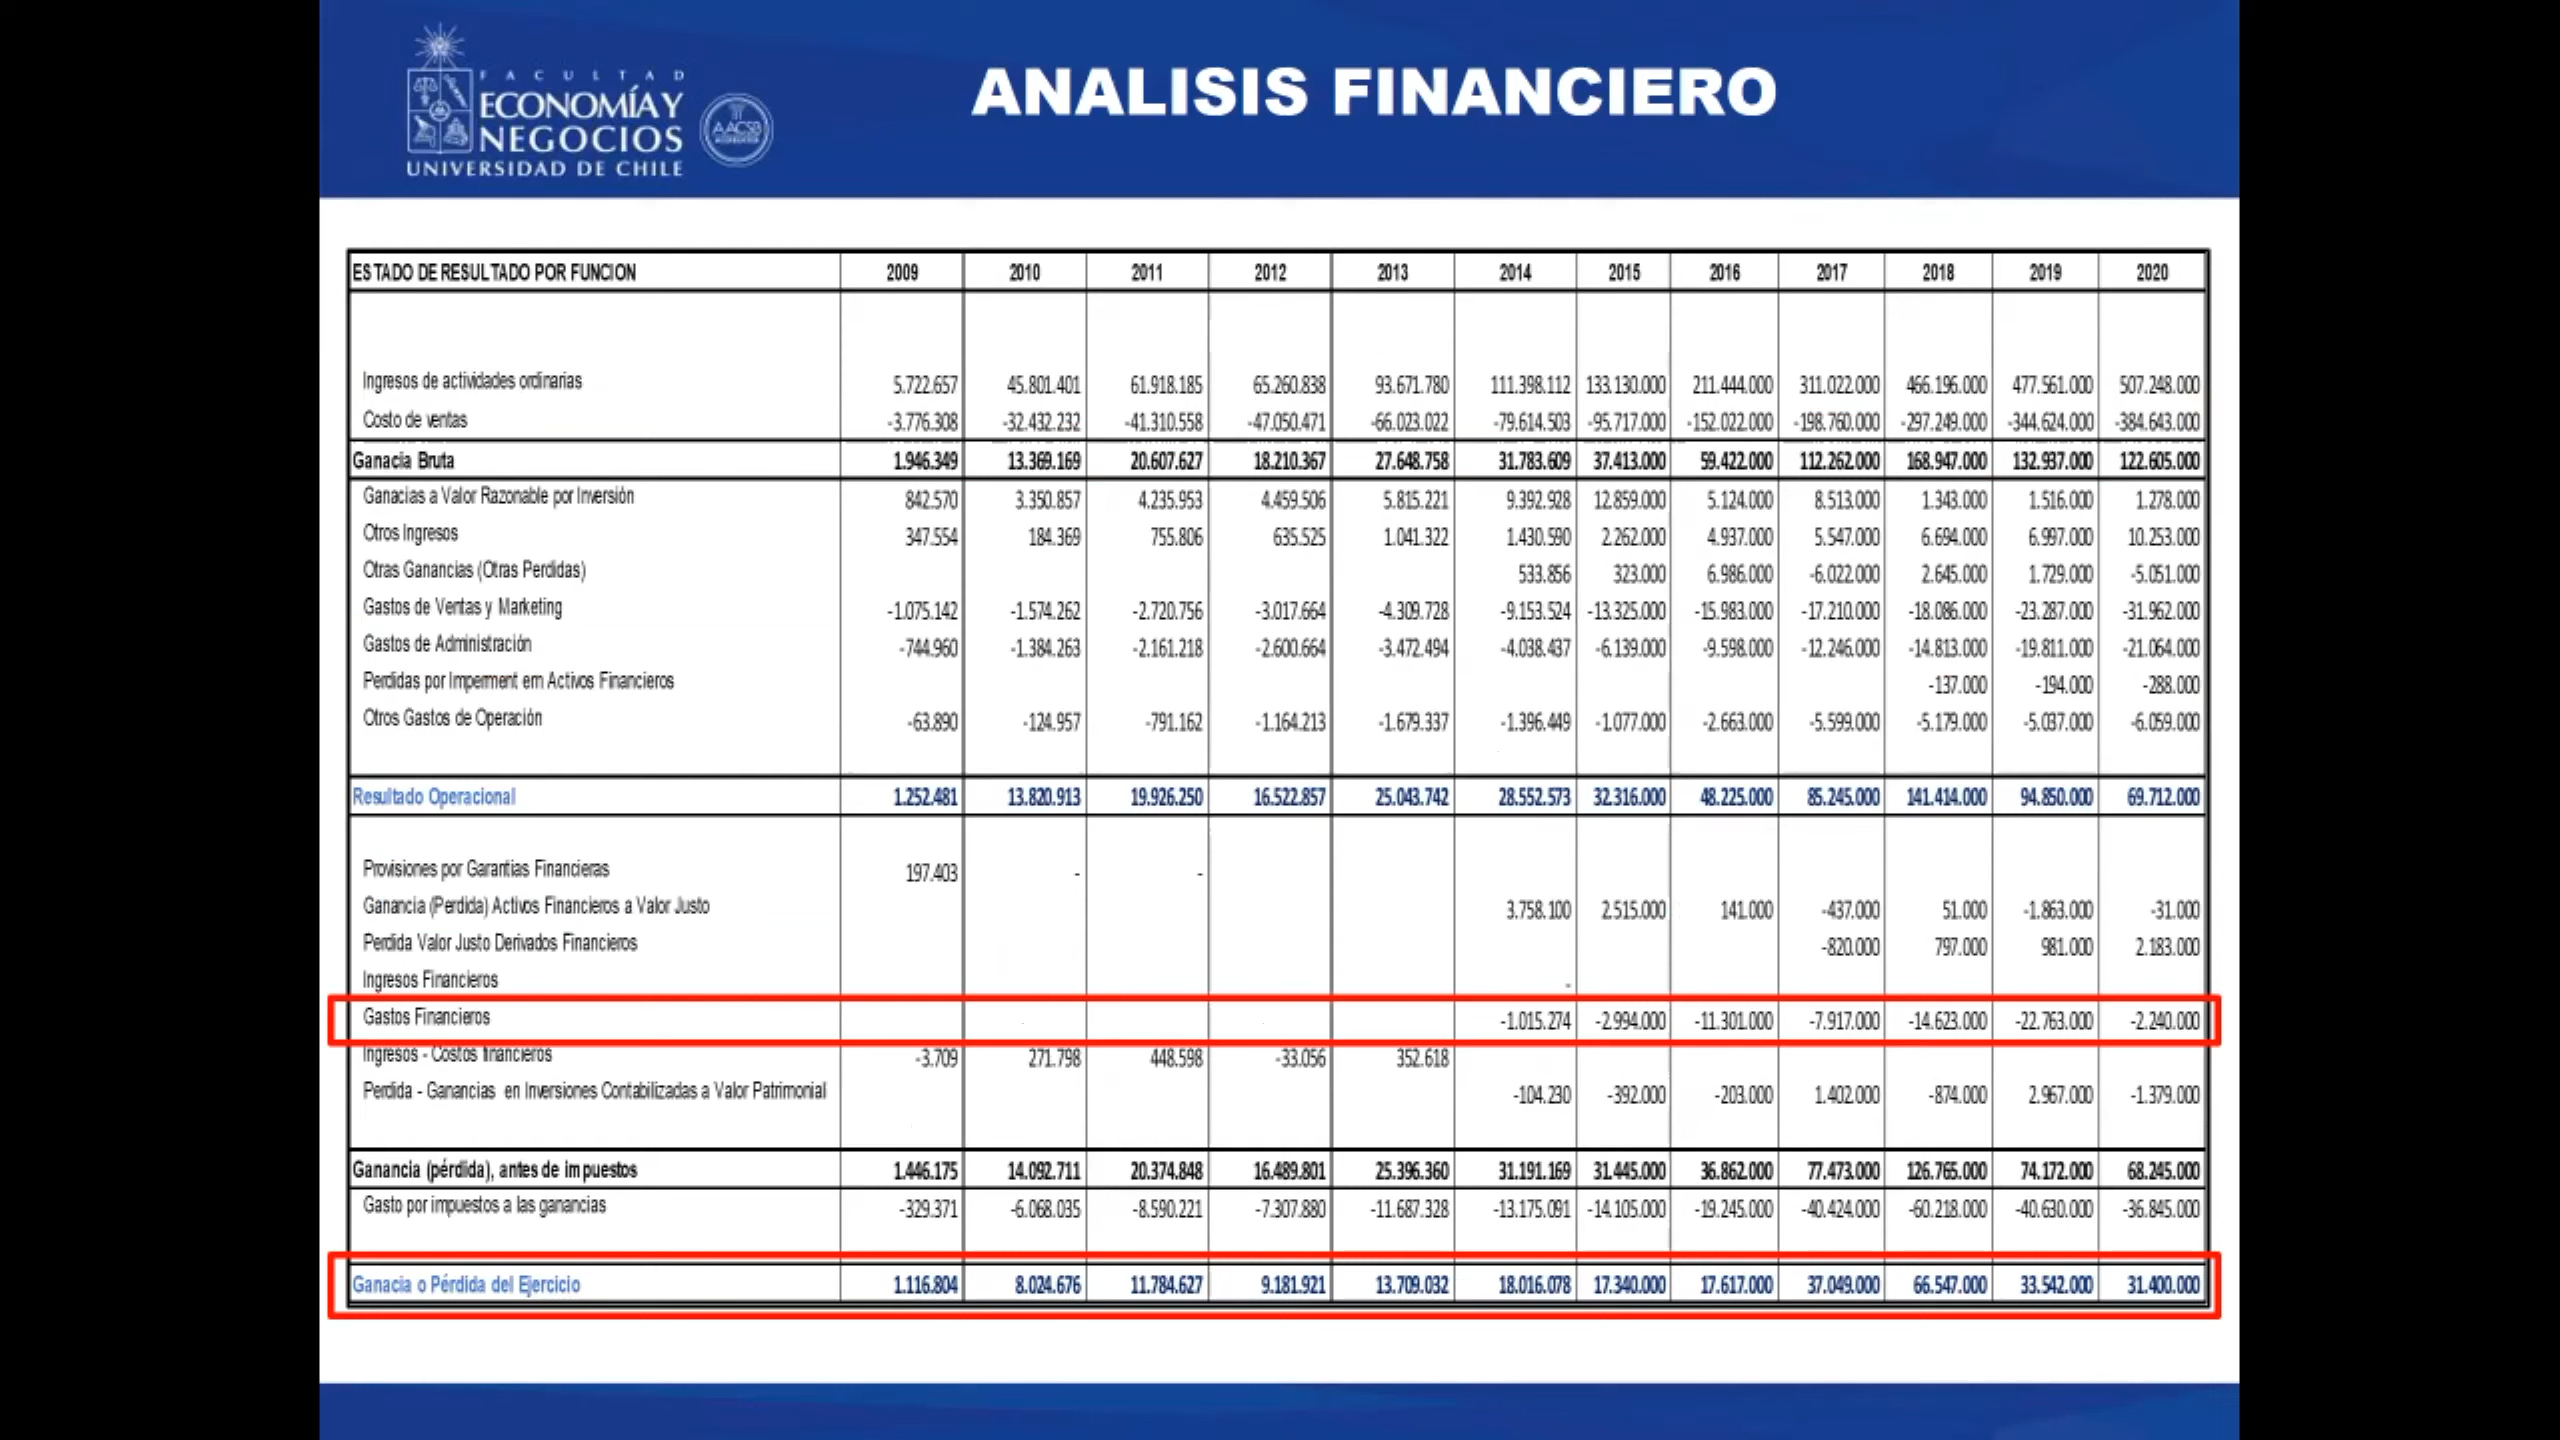 FACULTAD
ECONOMÍA Y
NEGOCIOS
UNIVERSIDAD DE CHILE
AACSB
ANALISIS FINANCIERO
ESTADO DE RESULTADO POR FUNCION 2009 2010 2011 2012 2013 2014 2015 2016 2017 2018 2019 2020
Ingresos de actividades ordinarias 5.722.657 45.801.401 61.918.185 65.260.838 93.671.780 111.398.112 133.130.000 211.444.000 311.022.000 466.196.000 477.561.000 507.248.000
Costo de ventas -3.776.308 -32.432.232 -41.310.558 -47.050.471 -66.023.022 -79.614.503 -95.717.000 -152.022.000 -198.760.000 -297.249.000 -344.624.000 -384.643.000
Ganacia Bruta 1.946.349 13.369.169 20.607.627 18.210.367 27.648.758 31.783.609 37.413.000 59.422.000 112.262.000 168.947.000 132.937.000 122.605.000
Ganacias a Valor Razonable por Inversión 842.570 3.350.857 4.235.953 4.459.506 5.815.221 9.392.928 12.859.000 5.124.000 8.513.000 1.343.000 1.516.000 1.278.000
Otros Ingresos 347.554 184.369 755.806 635.525 1.041.322 1.430.590 2.262.000 4.937.000 5.547.000 6.694.000 6.997.000 10.253.000
Otras Ganancias (Otras Perdidas) 533.856 323.000 6.986.000 -6.022.000 2.645.000 1.729.000 -5.051.000
Gastos de Ventas y Marketing -1.075.142 -1.574.262 -2.720.756 -3.017.664 -4.309.728 -9.153.524 -13.325.000 -15.983.000 -17.210.000 -18.086.000 -23.287.000 -31.962.000
Gastos de Administración -744.960 -1.384.263 -2.161.218 -2.600.664 -3.472.494 -4.038.437 -6.139.000 -9.598.000 -12.246.000 -14.813.000 -19.811.000 -21.064.000
Perdidas por Imperment em Activos Financieros -137.000 -194.000 -288.000
Otros Gastos de Operación -63.890 -124.957 -791.162 -1.164.213 -1.679.337 -1.396.449 -1.077.000 -2.663.000 -5.599.000 -5.179.000 -5.037.000 -6.059.000
Resultado Operacional 1.252.481 13.820.913 19.926.250 16.522.857 25.043.742 28.552.573 32.316.000 48.225.000 85.245.000 141.414.000 94.850.000 69.712.000
Provisiones por Garantias Financieras 197.403 - -
Ganancia (Perdida) Activos Financieros a Valor Justo 3.758.100 2.515.000 141.000 -437.000 51.000 -1.863.000 -31.000
Perdida Valor Justo Derivados Financieros -820.000 797.000 981.000 2.183.000
Ingresos Financieros -
Gastos Financieros -1.015.274 -2.994.000 -11.301.000 -7.917.000 -14.623.000 -22.763.000 -2.240.000
Ingresos - Costos financieros -3.709 271.798 448.598 -33.056 352.618
Perdida - Ganancias en Inversiones Contabilizadas a Valor Patrimonial -104.230 -392.000 -203.000 1.402.000 -874.000 2.967.000 -1.379.000
Ganancia (pérdida), antes de impuestos 1.446.175 14.092.711 20.374.848 16.489.801 25.396.360 31.191.169 31.445.000 36.862.000 77.473.000 126.765.000 74.172.000 68.245.000
Gasto por impuestos a las ganancias -329.371 -6.068.035 -8.590.221 -7.307.880 -11.687.328 -13.175.091 -14.105.000 -19.245.000 -40.424.000 -60.218.000 -40.630.000 -36.845.000
Ganacia o Pérdida del Ejercicio 1.116.804 8.024.676 11.784.627 9.181.921 13.709.032 18.016.078 17.340.000 17.617.000 37.049.000 66.547.000 33.542.000 31.400.000